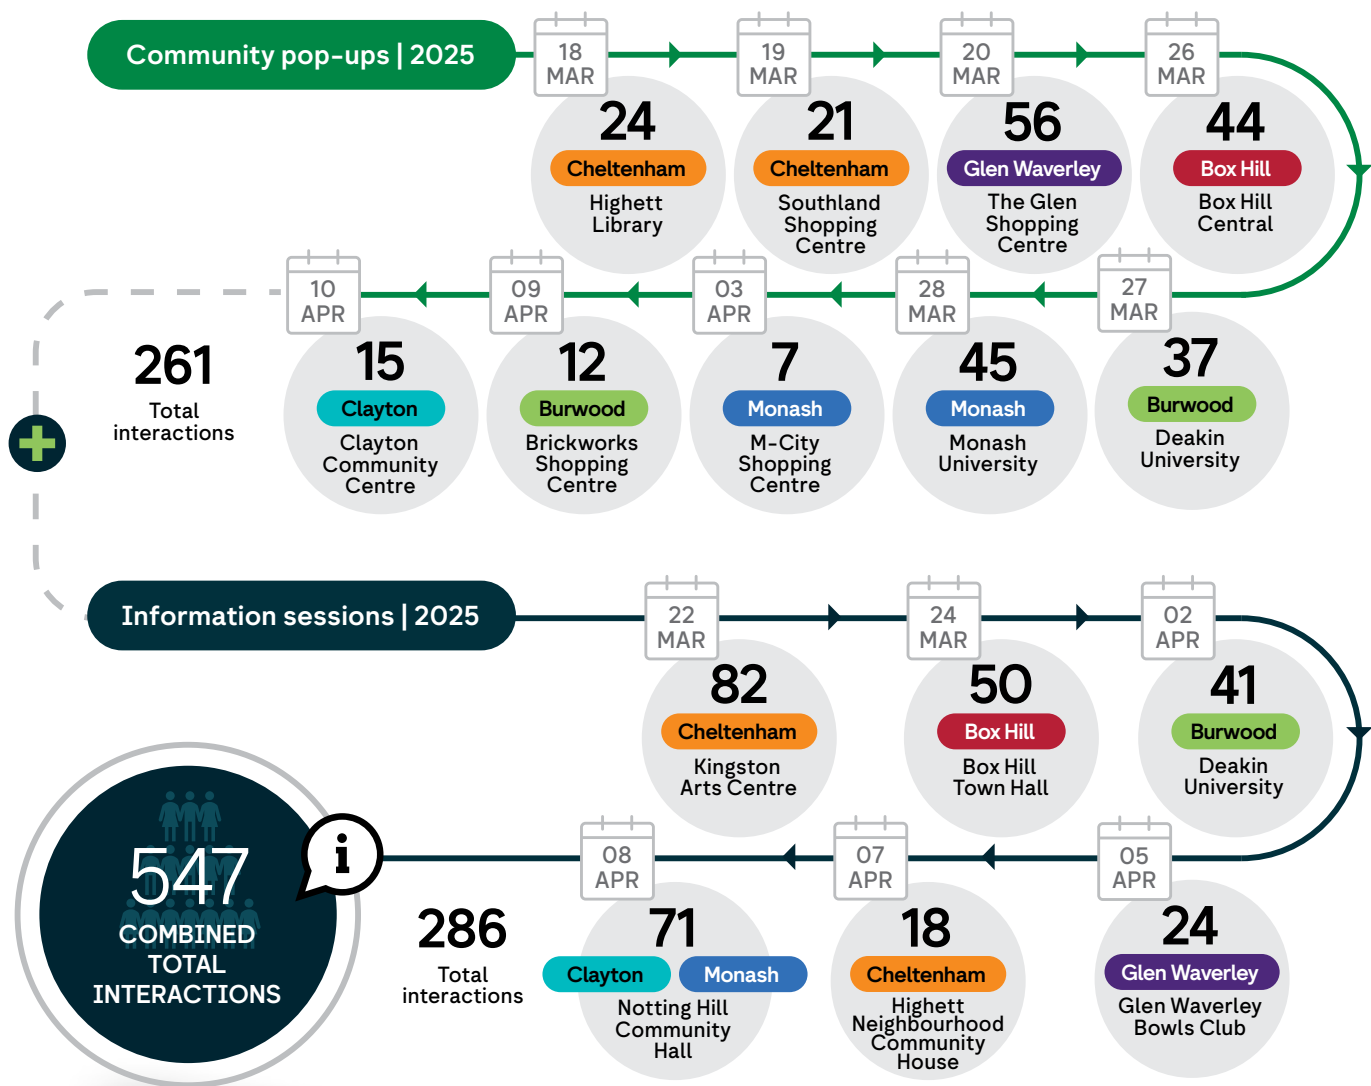 Community pop-ups | 2025
18
MAR
24
Cheltenham
Highett
Library
19
MAR
21
Cheltenham
Southland
Shopping
Centre
20
MAR
56
Glen Waverley
The Glen
Shopping
Centre
26
MAR
44
Box Hill
Box Hill
Central
27
MAR
37
Burwood
Deakin
University
28
MAR
45
Monash
Monash
University
03
APR
7
Monash
M-City
Shopping
Centre
09
APR
12
Burwood
Brickworks
Shopping
Centre
10
APR
15
Clayton
Clayton
Community
Centre
261
Total
interactions
Information sessions | 2025
22
MAR
82
Cheltenham
Kingston
Arts Centre
24
MAR
50
Box Hill
Box Hill
Town Hall
02
APR
41
Burwood
Deakin
University
05
APR
24
Glen Waverley
Glen Waverley
Bowls Club
07
APR
18
Cheltenham
Highett
Neighbourhood
Community
House
08
APR
71
Clayton Monash
Notting Hill
Community
Hall
286
Total
interactions
i
547
COMBINED
TOTAL
INTERACTIONS